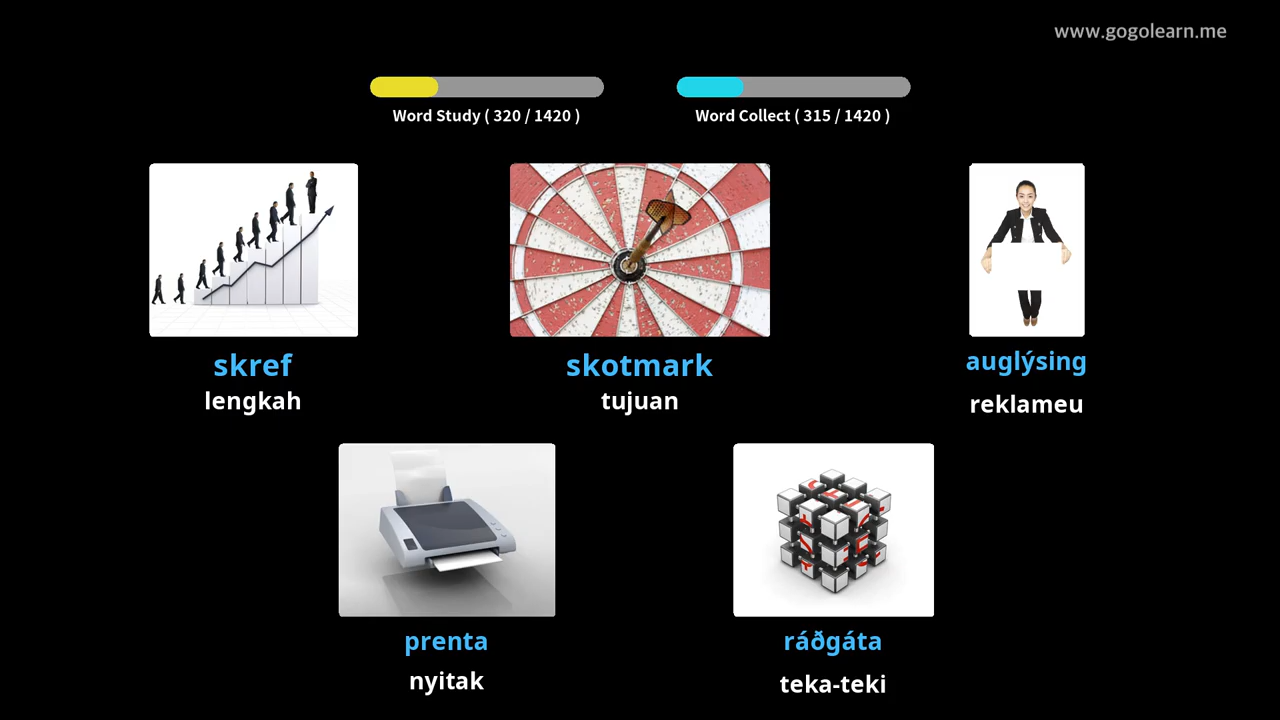 www.gogolearn.me
Word Study ( 320 / 1420 )
Word Collect ( 315 / 1420 )
skref
lengkah
skotmark
tujuan
auglýsing
reklameu
prenta
nyitak
ráðgáta
teka-teki